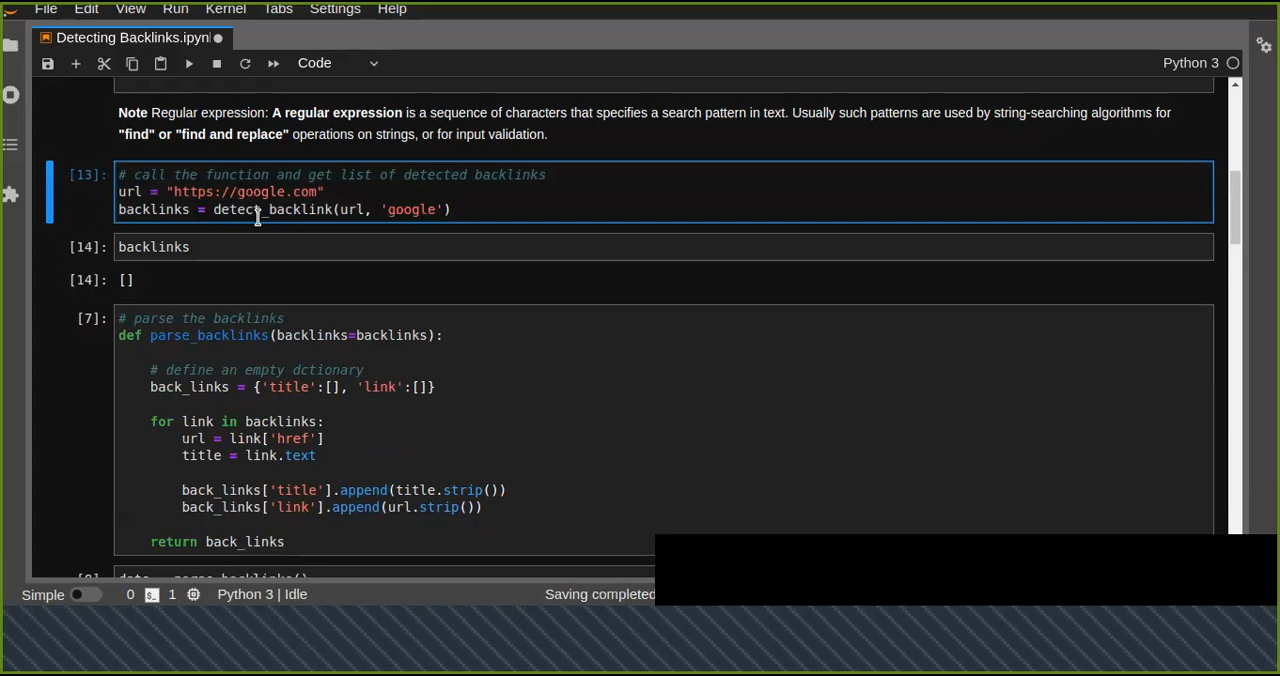 File Edit View Run Kernel Tabs Settings Help
Detecting Backlinks.ipynl
Code
Python 3
Note Regular expression: A regular expression is a sequence of characters that specifies a search pattern in text. Usually such patterns are used by string-searching algorithms for
"find" or "find and replace" operations on strings, or for input validation.
[13]:
# call the function and get list of detected backlinks
url = "https://google.com"
backlinks = detect_backlink(url, 'google')
[14]: backlinks
[14]: []
[7]:
# parse the backlinks
def parse_backlinks(backlinks=backlinks):
# define an empty dctionary
back_links = {'title':[], 'link':[]}
for link in backlinks:
url = link['href']
title = link.text
back_links['title'].append(title.strip())
back_links['link'].append(url.strip())
return back_links
Simple 0 $_ 1 Python 3 | Idle Saving completed